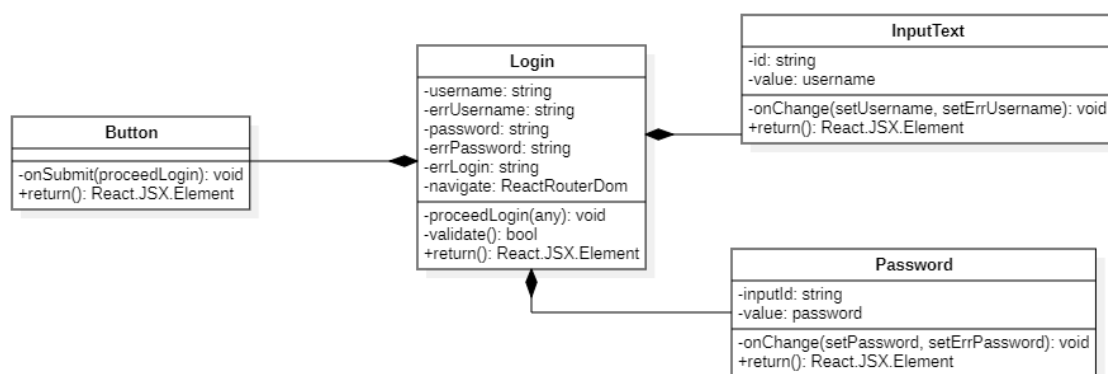 Button
-onSubmit(proceedLogin): void
+return(): React.JSX.Element
Login
-username: string
-errUsername: string
-password: string
-errPassword: string
-errLogin: string
-navigate: ReactRouterDom
-proceedLogin(any): void
-validate(): bool
+return(): React.JSX.Element
InputText
-id: string
-value: username
-onChange(setUsername, setErrUsername): void
+return(): React.JSX.Element
Password
-inputId: string
-value: password
-onChange(setPassword, setErrPassword): void
+return(): React.JSX.Element